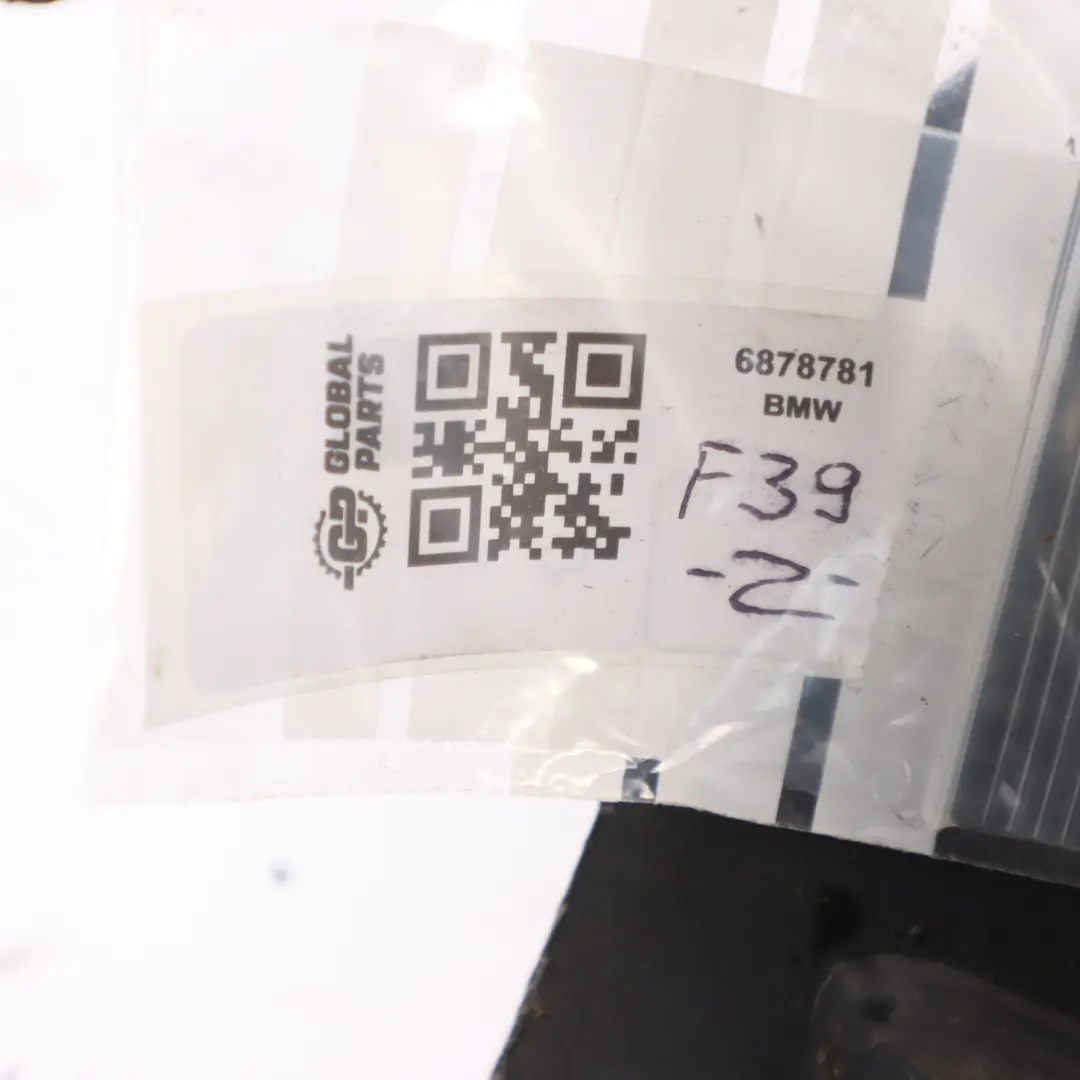 GLOBAL
PARTS
GP
6878781
BMW
F39
-2-